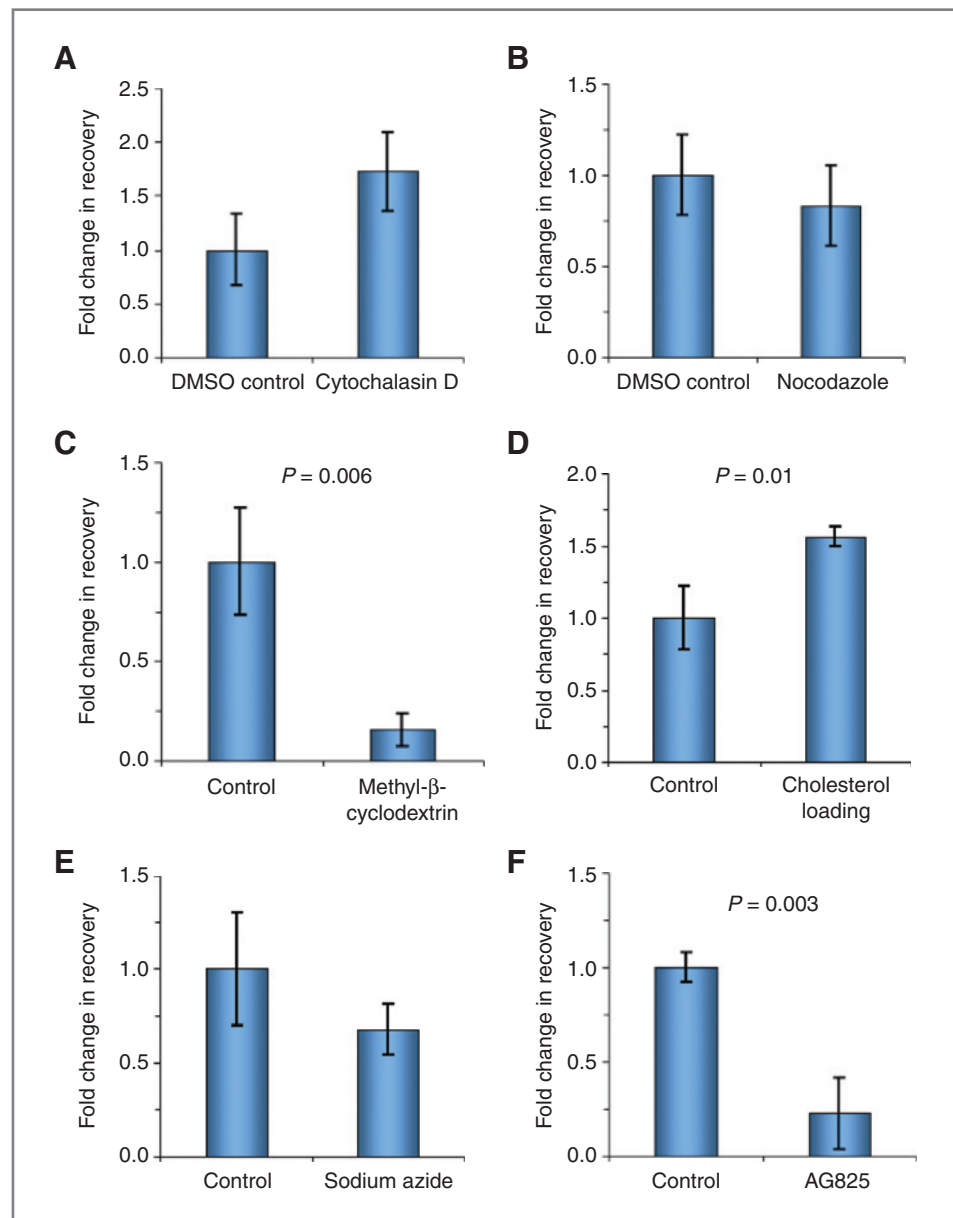 A
Fold change in recovery
2.5
2.0
1.5
1.0
0.5
0.0
DMSO control Cytochalasin D
B
Fold change in recovery
1.5
1.0
0.5
0.0
DMSO control Nocodazole
C
Fold change in recovery
1.5
1.0
0.5
0.0
P = 0.006
Control Methyl-β-
cyclodextrin
D
Fold change in recovery
2.0
1.5
1.0
0.5
0.0
P = 0.01
Control Cholesterol
loading
E
Fold change in recovery
1.5
1.0
0.5
0.0
Control Sodium azide
F
Fold change in recovery
1.5
1.0
0.5
0.0
P = 0.003
Control AG825